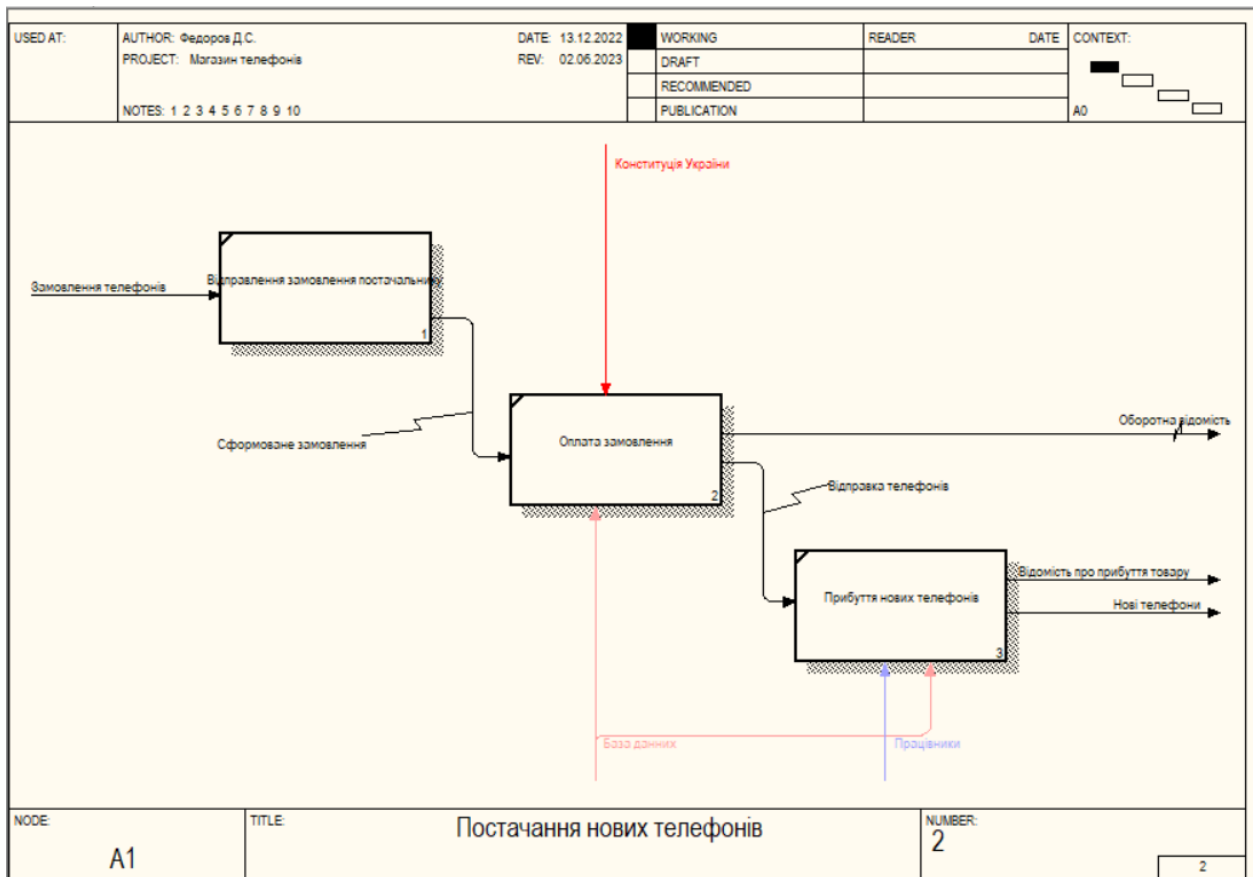 USED AT:
AUTHOR: Федоров Д.С.
DATE: 13.12.2022
WORKING
READER
DATE
CONTEXT:
PROJECT: Магазин телефонів
REV: 02.06.2023
DRAFT
RECOMMENDED
NOTES: 1 2 3 4 5 6 7 8 9 10
PUBLICATION
A0
Конституція України
Замовлення телефонів
Відправлення замовлення постачальнику
1
Сформоване замовлення
Оплата замовлення
2
Оборотна відомість
Відправка телефонів
Прибуття нових телефонів
3
Відомість про прибуття товару
Нові телефони
База данних
Працівники
NODE:
A1
TITLE:
Постачання нових телефонів
NUMBER:
2
2